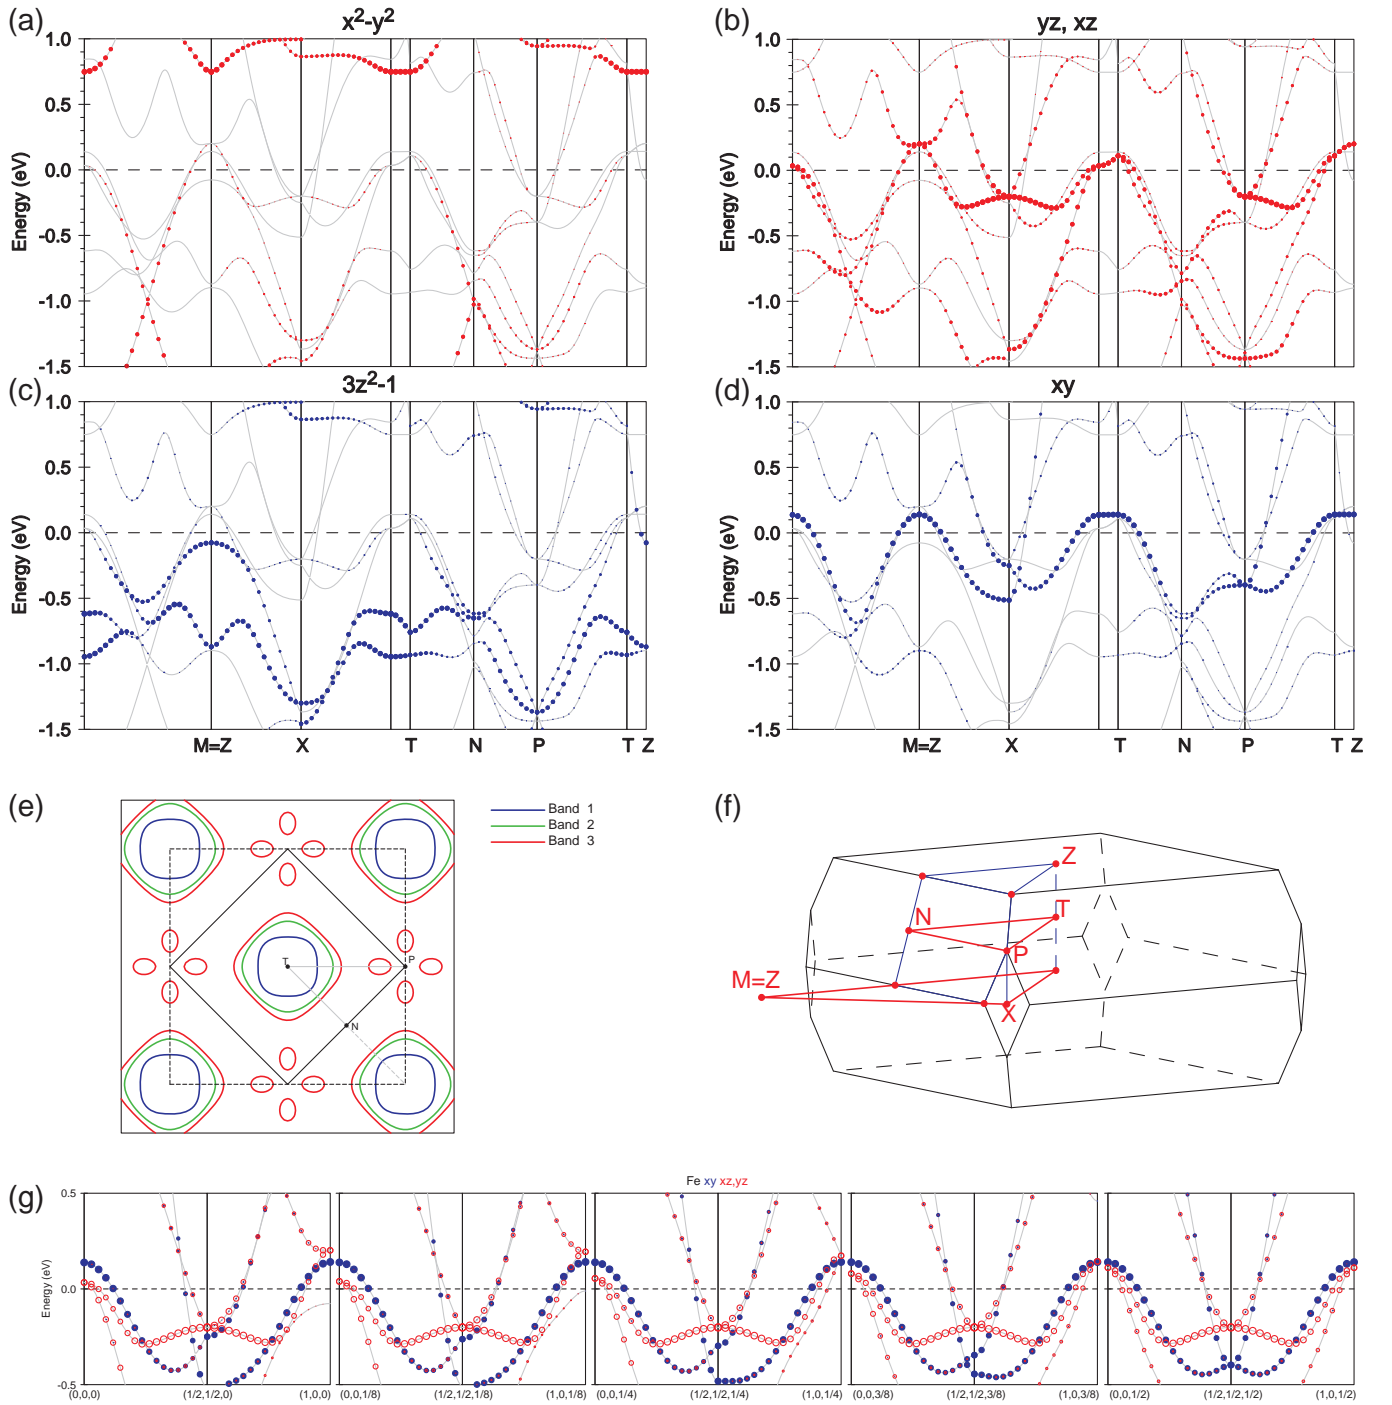 (a) x²-y²
1.0
0.5
0.0
-0.5
-1.0
-1.5
Energy (eV)
(b) yz, xz
1.0
0.5
0.0
-0.5
-1.0
-1.5
Energy (eV)
(c) 3z²-1
1.0
0.5
0.0
-0.5
-1.0
-1.5
Energy (eV)
M=Z X T N P T Z
(d) xy
1.0
0.5
0.0
-0.5
-1.0
-1.5
Energy (eV)
M=Z X T N P T Z
(e)
Band 1
Band 2
Band 3
T
P
N
(f)
Z
T
N
P
M=Z
X
(g)
Fe xy xz,yz
0.5
0.0
-0.5
Energy (eV)
(0,0,0) (1/2,1/2,0) (1,0,0)
(0,0,1/8) (1/2,1/2,1/8) (1,0,1/8)
(0,0,1/4) (1/2,1/2,1/4) (1,0,1/4)
(0,0,3/8) (1/2,1/2,3/8) (1,0,3/8)
(0,0,1/2) (1/2,1/2,1/2) (1,0,1/2)